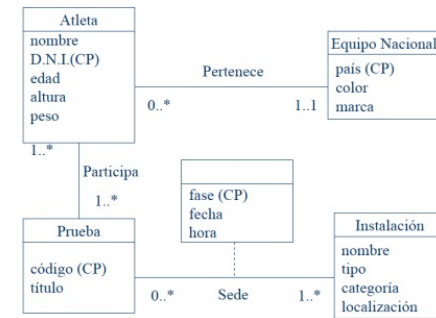 Atleta
nombre
D.N.I.(CP)
edad
altura
peso
Equipo Nacional
país (CP)
color
marca
Pertenece
0..*
1..1
1..*
Participa
1..*
fase (CP)
fecha
hora
Prueba
código (CP)
título
Instalación
nombre
tipo
categoría
localización
0..*
Sede
1..*